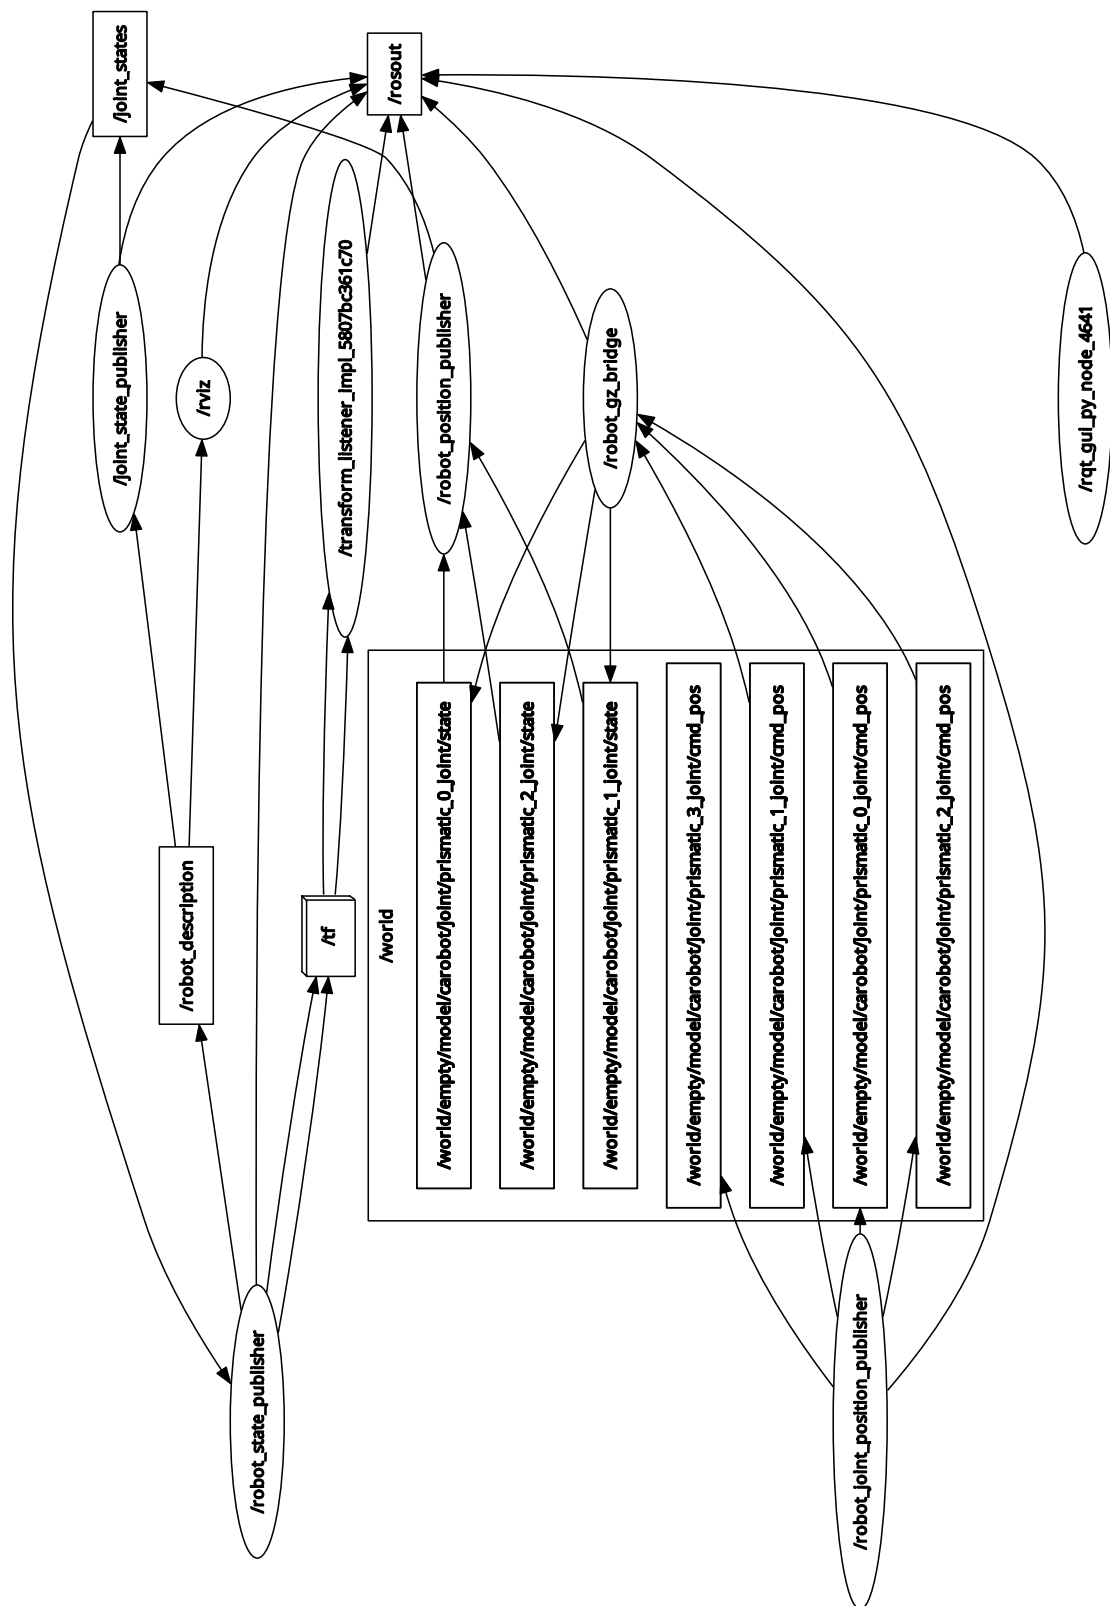 /joint_states
/rosout
/joint_state_publisher
/rviz
/transform_listener_impl_5807bc361c70
/robot_position_publisher
/robot_gz_bridge
/rqt_gui_py_node_4641
/robot_description
/tf
/world
/world/empty/model/carobot/joint/prismatic_0_joint/state
/world/empty/model/carobot/joint/prismatic_2_joint/state
/world/empty/model/carobot/joint/prismatic_1_joint/state
/world/empty/model/carobot/joint/prismatic_3_joint/cmd_pos
/world/empty/model/carobot/joint/prismatic_1_joint/cmd_pos
/world/empty/model/carobot/joint/prismatic_0_joint/cmd_pos
/world/empty/model/carobot/joint/prismatic_2_joint/cmd_pos
/robot_state_publisher
/robot_joint_position_publisher